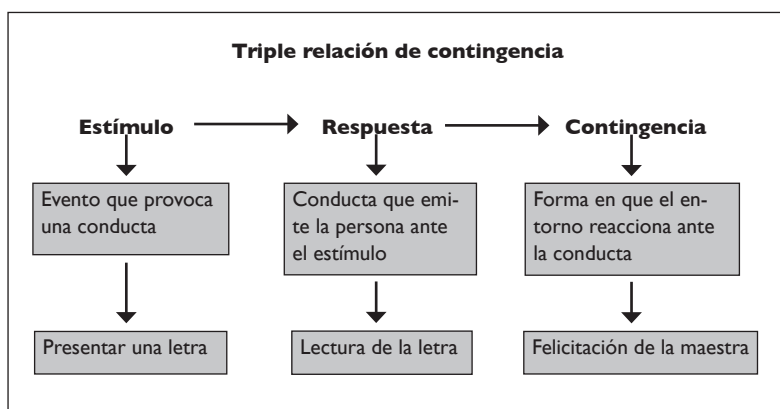 Triple relación de contingencia
Estímulo
Respuesta
Contingencia
Evento que provoca
una conducta
Conducta que emi-
te la persona ante
el estímulo
Forma en que el en-
torno reacciona ante
la conducta
Presentar una letra
Lectura de la letra
Felicitación de la maestra